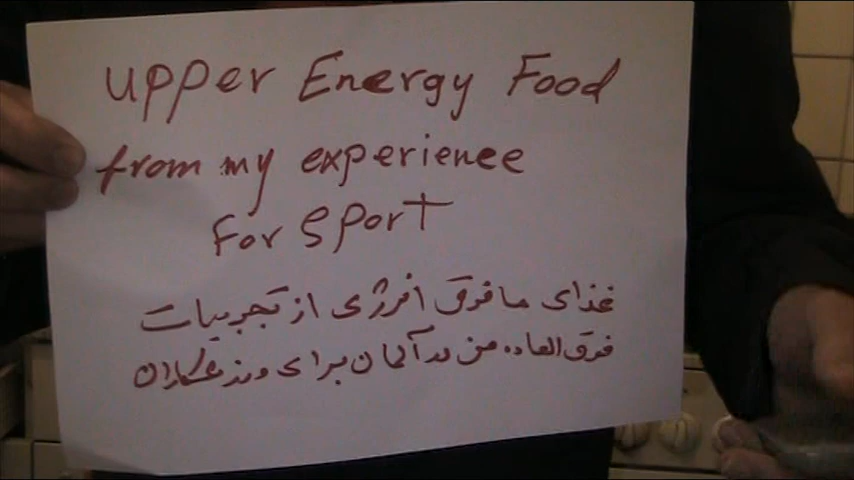 upper Energy Food
from my experience
For Sport
غذای مافوق انرژی از تجربیات
فوق العاده من در آلمان برای ورزشکاران